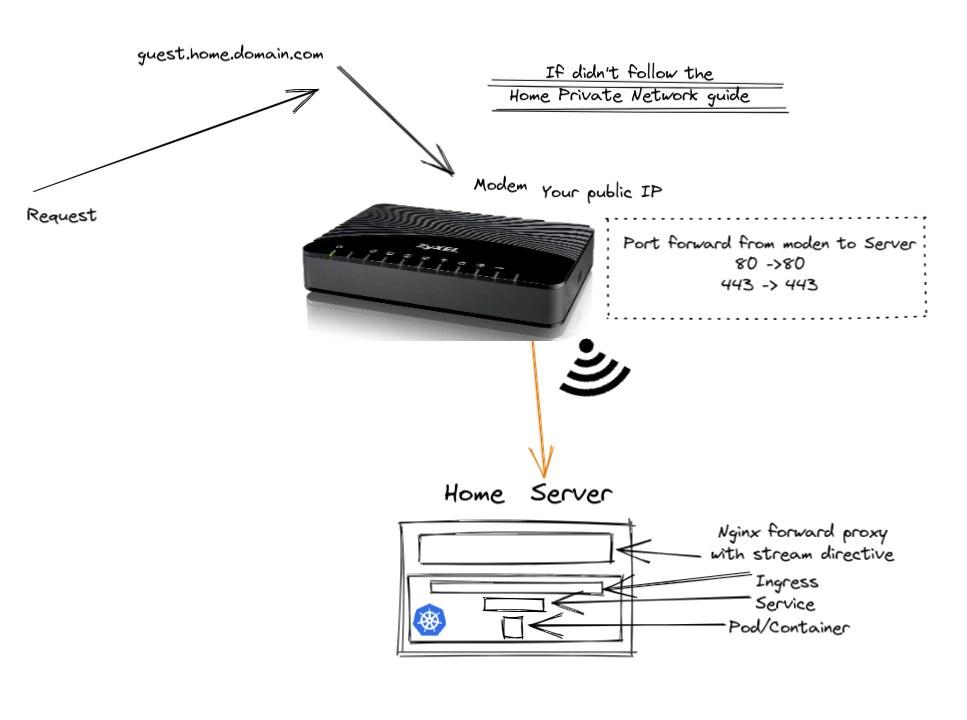 guest.home.domain.com
If didn't follow the
Home Private Network guide
Request
Modem Your public IP
ZyXEL
Port forward from moden to Server
80 ->80
443 -> 443
Home Server
Nginx forward proxy
with stream directive
Ingress
Service
Pod/Container